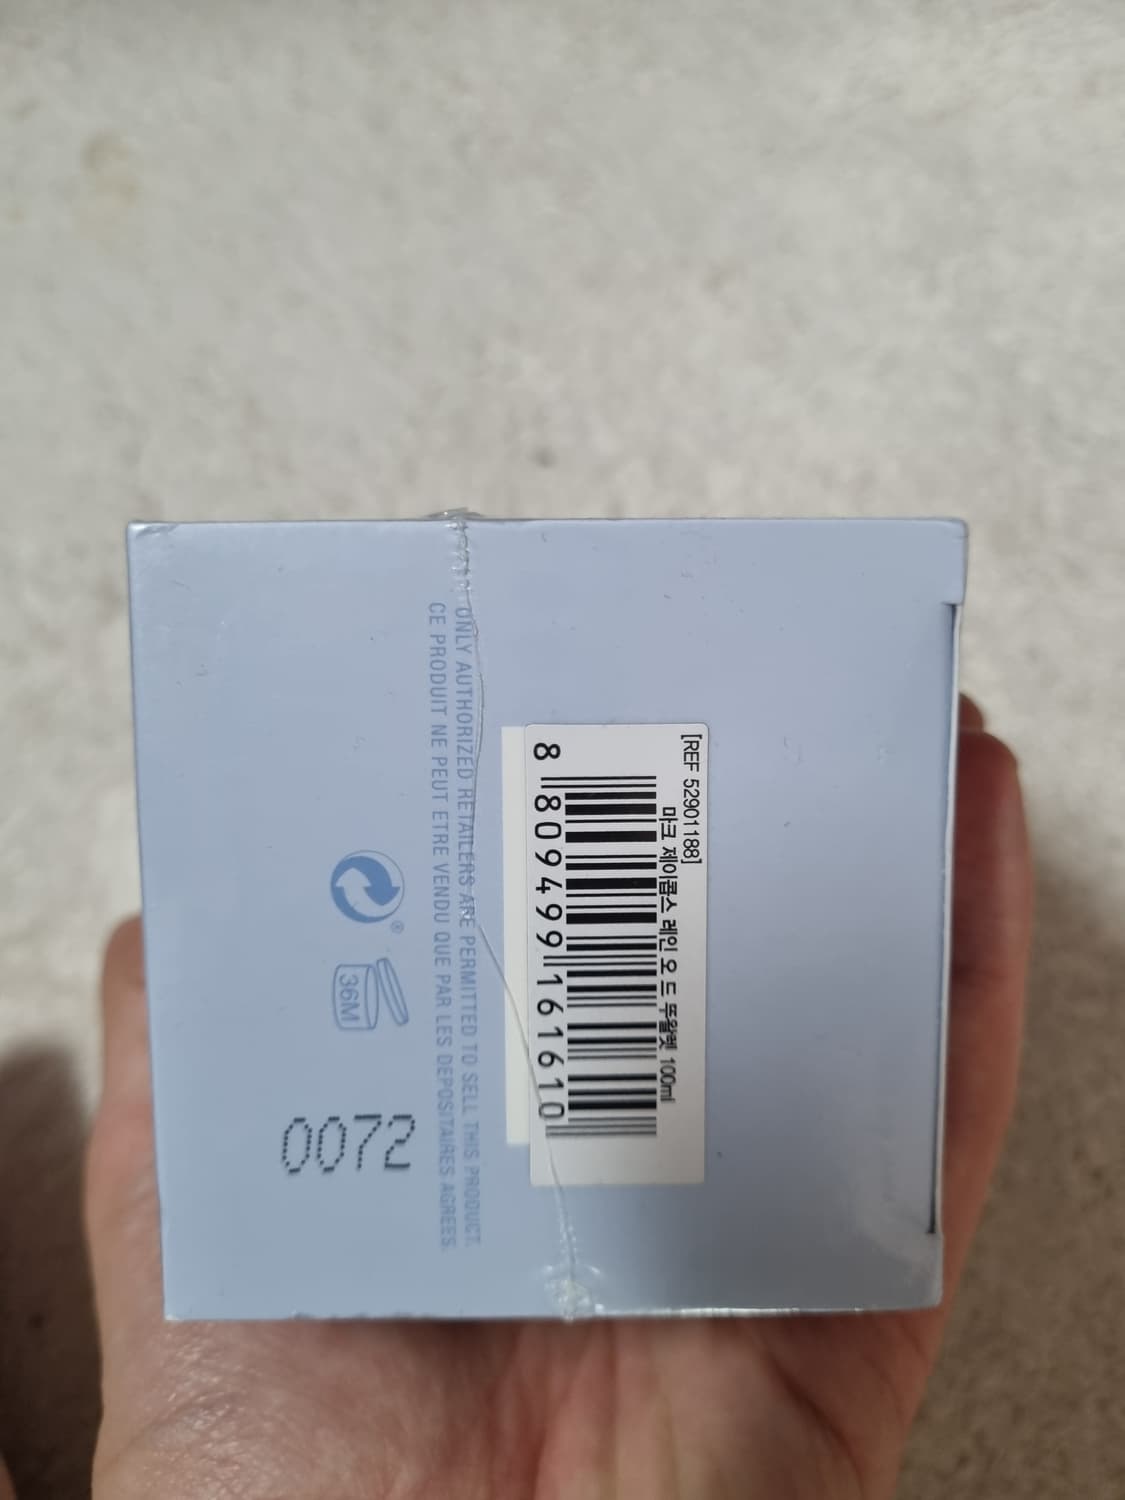 [REF 52901188]
마크 제이콥스 레인 오 드 뚜왈렛 100ml
8 809499 161610
ONLY AUTHORIZED RETAILERS ARE PERMITTED TO SELL THIS PRODUCT.
CE PRODUIT NE PEUT ETRE VENDU QUE PAR LES DEPOSITAIRES AGREES.
®
36M
0072